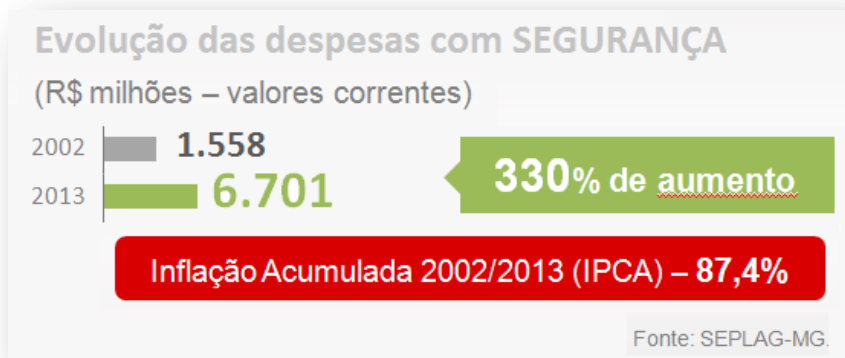 Evolução das despesas com SEGURANÇA
(R$ milhões – valores correntes)
2002 1.558
2013 6.701
330% de aumento
Inflação Acumulada 2002/2013 (IPCA) – 87,4%
Fonte: SEPLAG-MG.